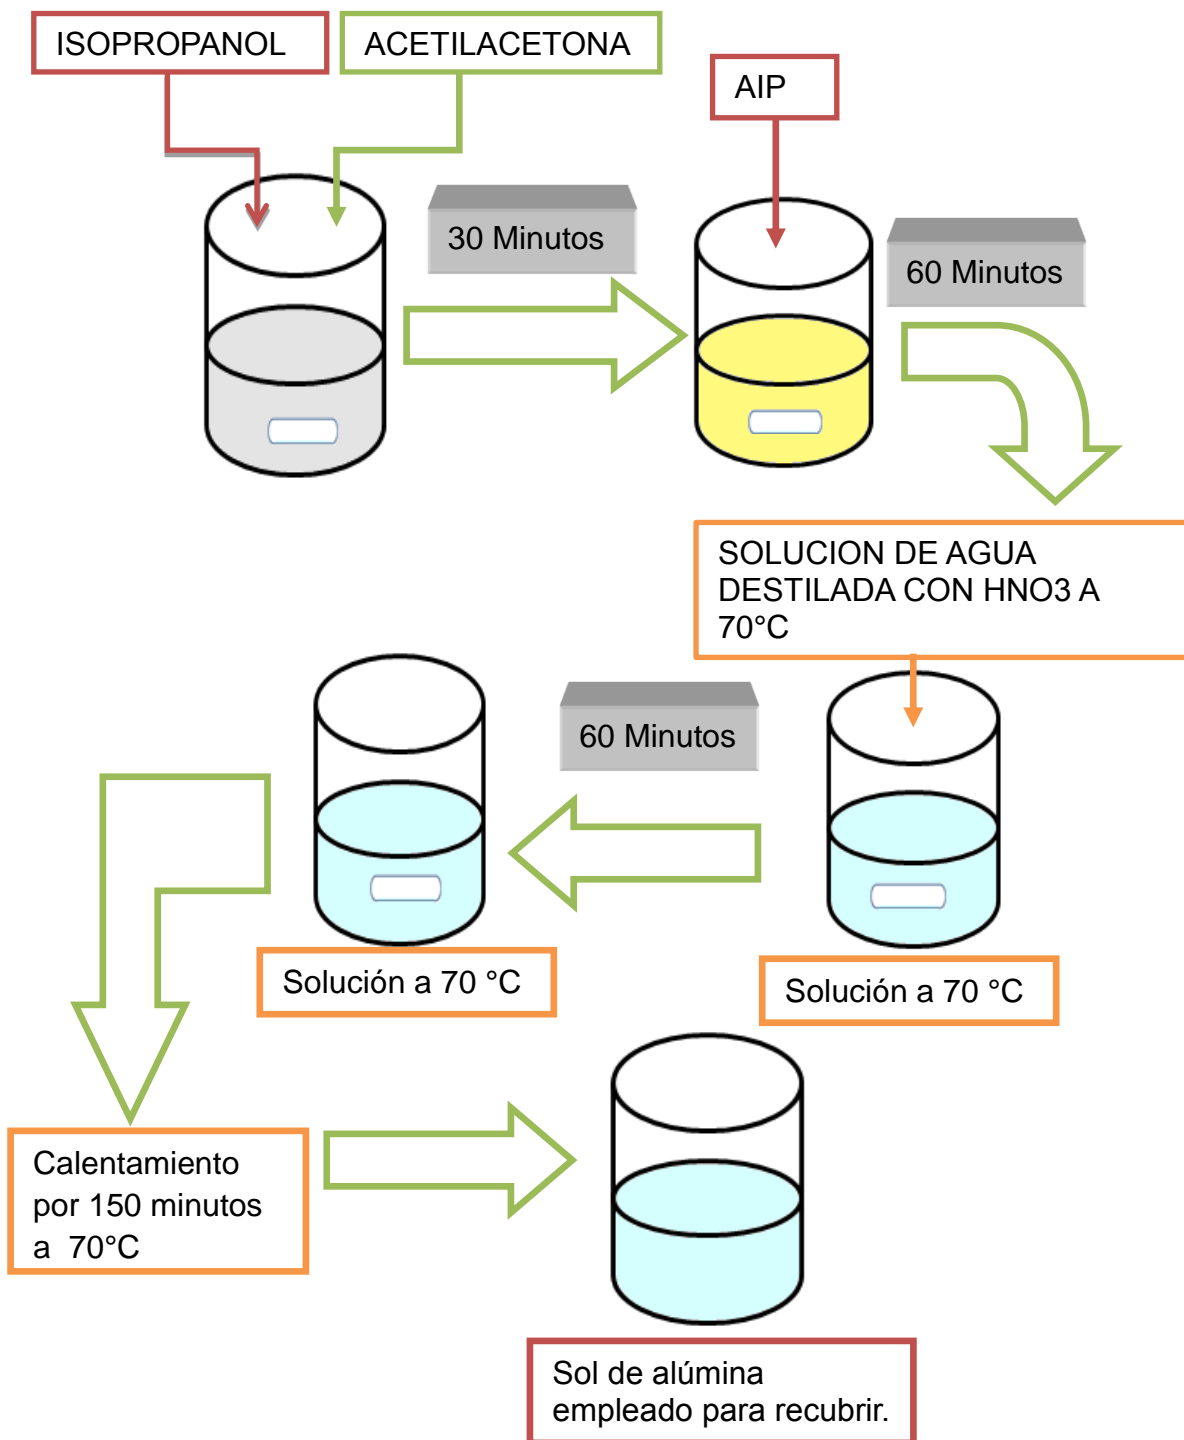 ISOPROPANOL
ACETILACETONA
AIP
30 Minutos
60 Minutos
SOLUCION DE AGUA
DESTILADA CON HNO3 A
70°C
60 Minutos
Solución a 70 °C
Solución a 70 °C
Calentamiento
por 150 minutos
a 70°C
Sol de alúmina
empleado para recubrir.